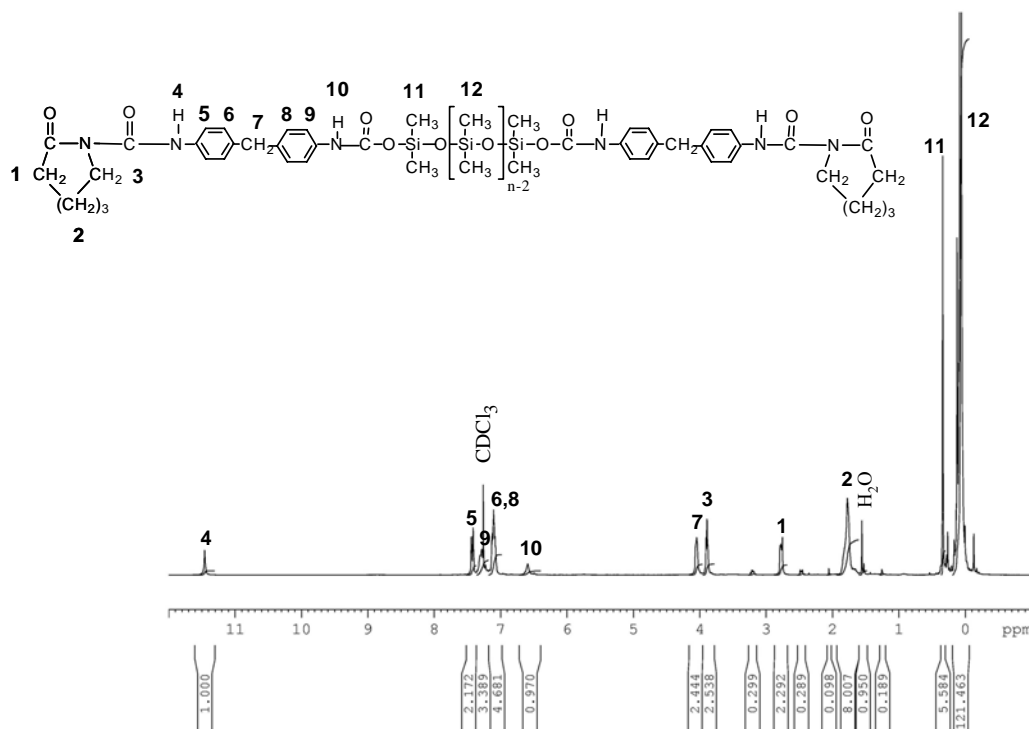 4 10 11 12
H H CH3 CH3 CH3 H H
O O 5 6 7 8 9 O O O O
N NH CH2 NH C O Si O Si O Si O C NH CH2 NH N
1 CH2 CH2 3 CH3 CH3 CH3 n-2 CH2 CH2
(CH2)3 (CH2)3
2
12
11
CDCl3
4 5 9 6,8 10 7 3 1 2 H2O
11 10 9 8 7 6 5 4 3 2 1 0 ppm
1.000 2.172 3.389 4.681 0.970 2.444 2.538 0.299 2.292 0.289 0.098 8.007 0.950 0.189 5.584 121.463